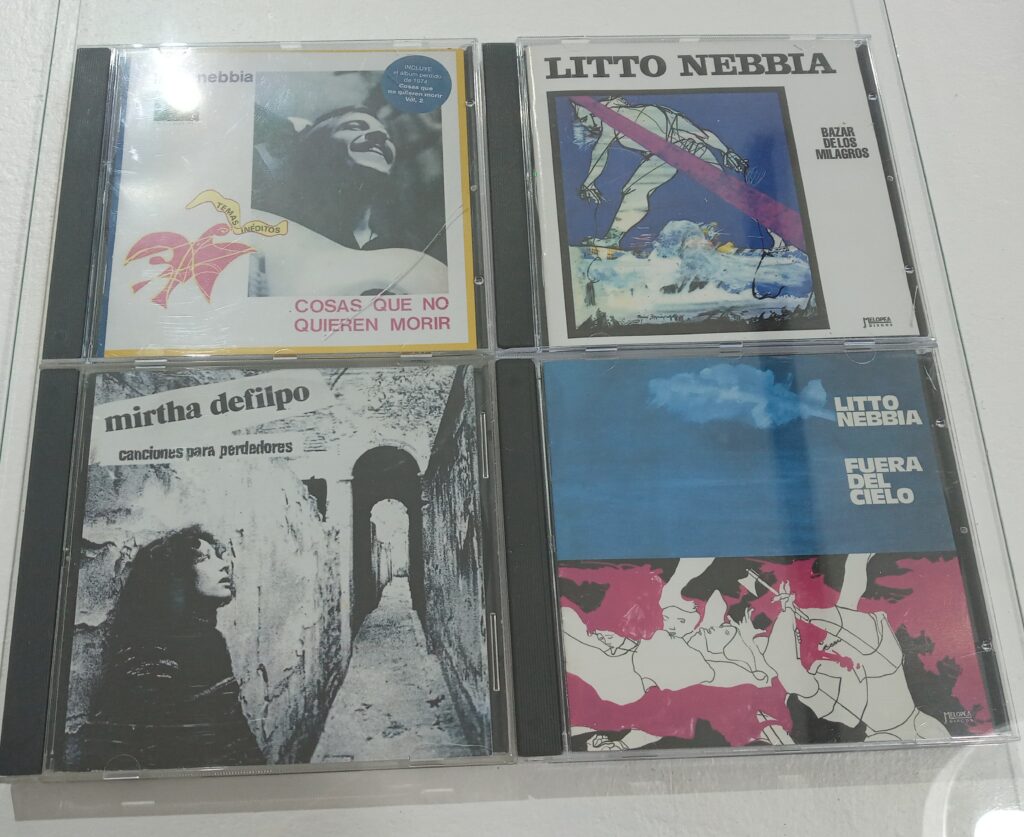 nebbia
INCLUYE
el álbum perdido
de 1974
Cosas que
no quieren morir
Vol. 2
TEMAS
INÉDITOS
COSAS QUE NO
QUIEREN MORIR
LITTO NEBBIA
BAZAR
DE LOS
MILAGROS
MELOPEA
DISCOS
mirtha defilpo
canciones para perdedores
LITTO
NEBBIA
FUERA
DEL
CIELO
MELOPEA
DISCOS